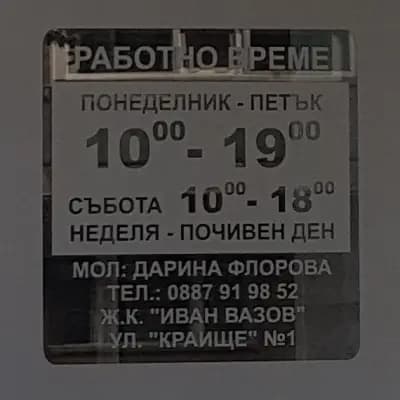 РАБОТНО ВРЕМЕ
ПОНЕДЕЛНИК - ПЕТЪК
10⁰⁰ - 19⁰⁰
СЪБОТА 10⁰⁰ - 18⁰⁰
НЕДЕЛЯ - ПОЧИВЕН ДЕН
МОЛ: ДАРИНА ФЛОРОВА
ТЕЛ.: 0887 91 98 52
Ж.К. "ИВАН ВАЗОВ"
УЛ. "КРАИЩЕ" №1